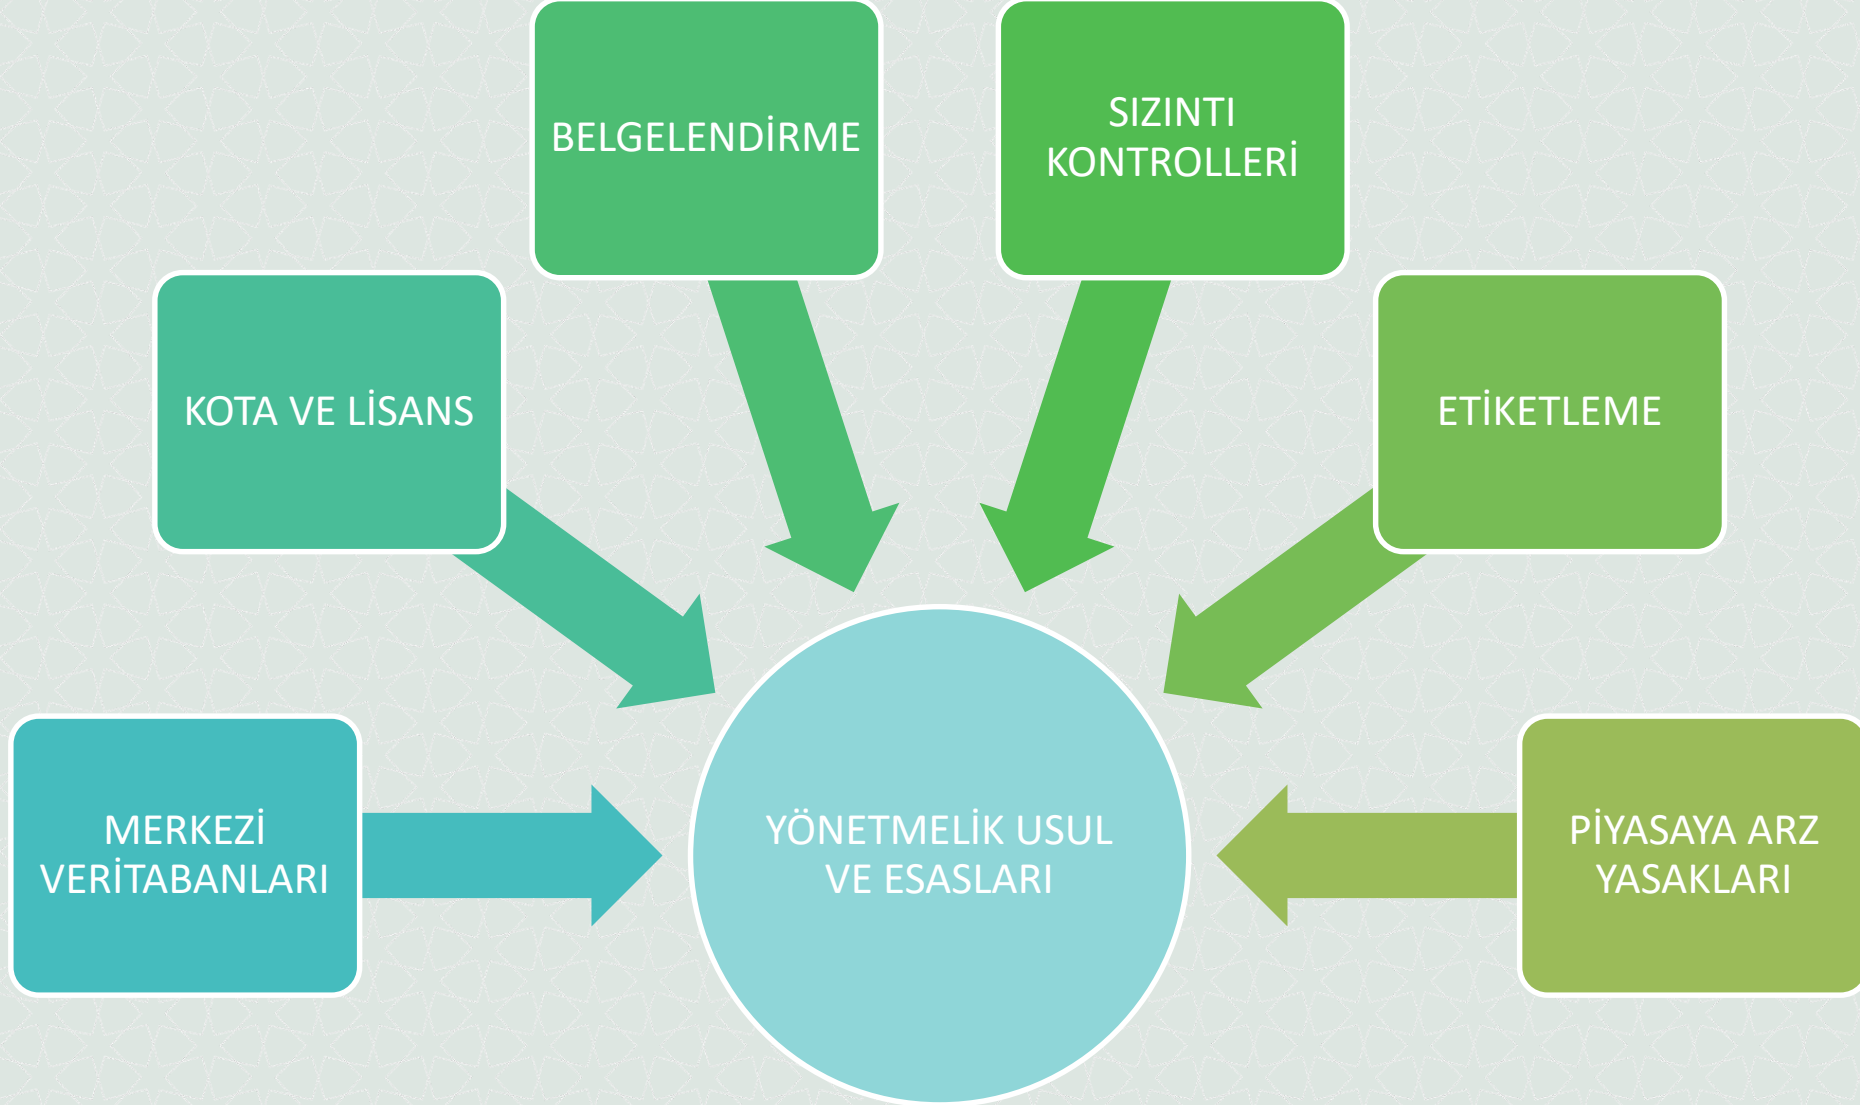 BELGELENDİRME
SIZINTI
KONTROLLERİ
KOTA VE LİSANS
ETİKETLEME
MERKEZİ
VERİTABANLARI
YÖNETMELİK USUL
VE ESASLARI
PİYASAYA ARZ
YASAKLARI